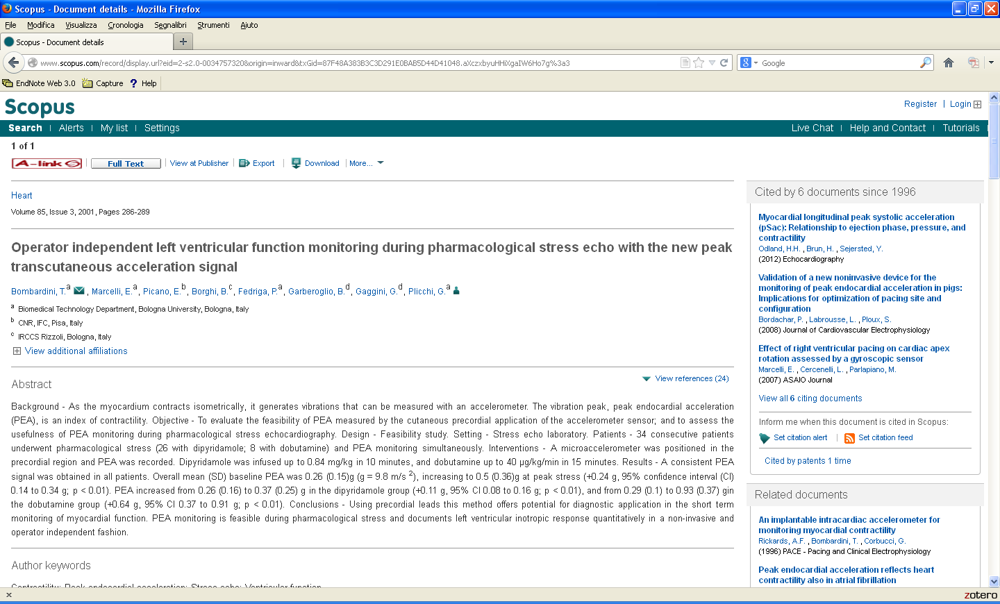 Scopus - Document details - Mozilla Firefox
File Modifica Visualizza Cronologia Segnalibri Strumenti Aiuto
Scopus - Document details
www.scopus.com/record/display.url?eid=2-s2.0-0034757320&origin=inward&txGid=87F48A383B3C3D291E0BAB5D44D41048.aXczxbyuHHiXgaIW6Ho7g%3a3
Google
EndNote Web 3.0 Capture ? Help
Scopus
Register | Login
Search | Alerts | My list | Settings
Live Chat | Help and Contact | Tutorials
1 of 1
A-link | Full Text | View at Publisher | Export | Download | More...
Heart
Volume 85, Issue 3, 2001, Pages 286-289
Operator independent left ventricular function monitoring during pharmacological stress echo with the new peak
transcutaneous acceleration signal
Bombardini, T.a , Marcelli, E.a, Picano, E.b, Borghi, B.c, Fedriga, P.a, Garberoglio, B.d, Gaggini, G.d, Plicchi, G.a
a Biomedical Technology Department, Bologna University, Bologna, Italy
b CNR, IFC, Pisa, Italy
c IRCCS Rizzoli, Bologna, Italy
View additional affiliations
Abstract
View references (24)
Background - As the myocardium contracts isometrically, it generates vibrations that can be measured with an accelerometer. The vibration peak, peak endocardial acceleration
(PEA), is an index of contractility. Objective - To evaluate the feasibility of PEA measured by the cutaneous precordial application of the accelerometer sensor; and to assess the
usefulness of PEA monitoring during pharmacological stress echocardiography. Design - Feasibility study. Setting - Stress echo laboratory. Patients - 34 consecutive patients
underwent pharmacological stress (26 with dipyridamole; 8 with dobutamine) and PEA monitoring simultaneously. Interventions - A microaccelerometer was positioned in the
precordial region and PEA was recorded. Dipyridamole was infused up to 0.84 mg/kg in 10 minutes, and dobutamine up to 40 µg/kg/min in 15 minutes. Results - A consistent PEA
signal was obtained in all patients. Overall mean (SD) baseline PEA was 0.26 (0.15)g (g = 9.8 m/s 2), increasing to 0.5 (0.36)g at peak stress (+0.24 g, 95% confidence interval (CI)
0.14 to 0.34 g; p < 0.01). PEA increased from 0.26 (0.16) to 0.37 (0.25) g in the dipyridamole group (+0.11 g, 95% CI 0.08 to 0.16 g; p < 0.01), and from 0.29 (0.1) to 0.93 (0.37) gin
the dobutamine group (+0.64 g, 95% CI 0.37 to 0.91 g; p < 0.01). Conclusions - Using precordial leads this method offers potential for diagnostic application in the short term
monitoring of myocardial function. PEA monitoring is feasible during pharmacological stress and documents left ventricular inotropic response quantitatively in a non-invasive and
operator independent fashion.
Author keywords
Contractility; Peak endocardial acceleration; Stress echo; Ventricular function
Cited by 6 documents since 1996
Myocardial longitudinal peak systolic acceleration
(pSac): Relationship to ejection phase, pressure, and
contractility
Odland, H.H. , Brun, H. , Sejersted, Y.
(2012) Echocardiography
Validation of a new noninvasive device for the
monitoring of peak endocardial acceleration in pigs:
Implications for optimization of pacing site and
configuration
Bordachar, P. , Labrousse, L. , Ploux, S.
(2008) Journal of Cardiovascular Electrophysiology
Effect of right ventricular pacing on cardiac apex
rotation assessed by a gyroscopic sensor
Marcelli, E. , Cercenelli, L. , Parlapiano, M.
(2007) ASAIO Journal
View all 6 citing documents
Inform me when this document is cited in Scopus:
Set citation alert | Set citation feed
Cited by patents 1 time
Related documents
An implantable intracardiac accelerometer for
monitoring myocardial contractility
Rickards, A.F. , Bombardini, T. , Corbucci, G.
(1996) PACE - Pacing and Clinical Electrophysiology
Peak endocardial acceleration reflects heart
contractility also in atrial fibrillation
x
zotero